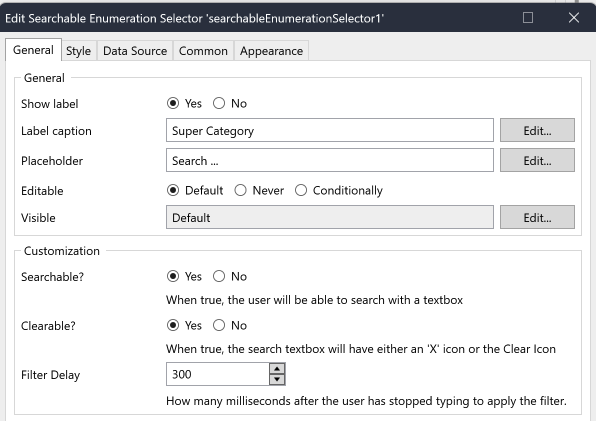 Edit Searchable Enumeration Selector 'searchableEnumerationSelector1'
General Style Data Source Common Appearance
General
Show label Yes No
Label caption Super Category Edit...
Placeholder Search ... Edit...
Editable Default Never Conditionally
Visible Default Edit...
Customization
Searchable? Yes No
When true, the user will be able to search with a textbox
Clearable? Yes No
When true, the search textbox will have either an 'X' icon or the Clear Icon
Filter Delay 300
How many milliseconds after the user has stopped typing to apply the filter.